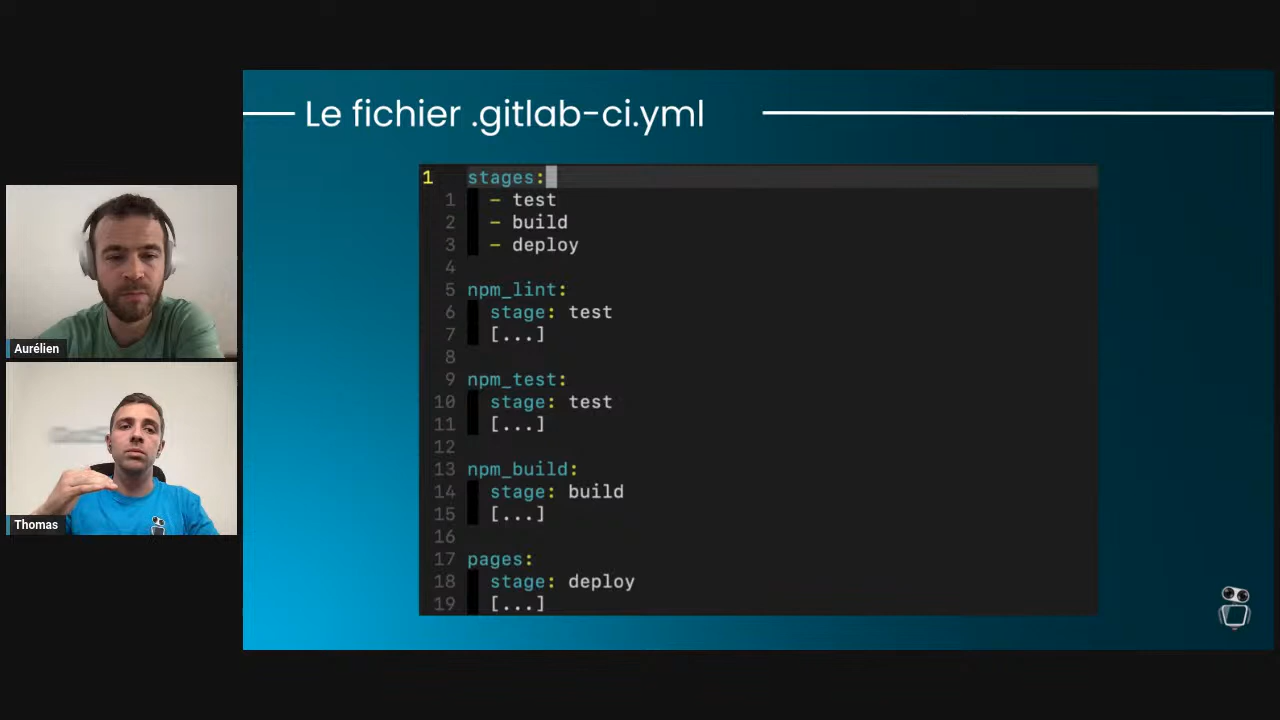 Le fichier .gitlab-ci.yml
1 stages:
1 - test
2 - build
3 - deploy
4
5 npm_lint:
6 stage: test
7 [...]
8
9 npm_test:
10 stage: test
11 [...]
12
13 npm_build:
14 stage: build
15 [...]
16
17 pages:
18 stage: deploy
19 [...]
Aurélien
Thomas